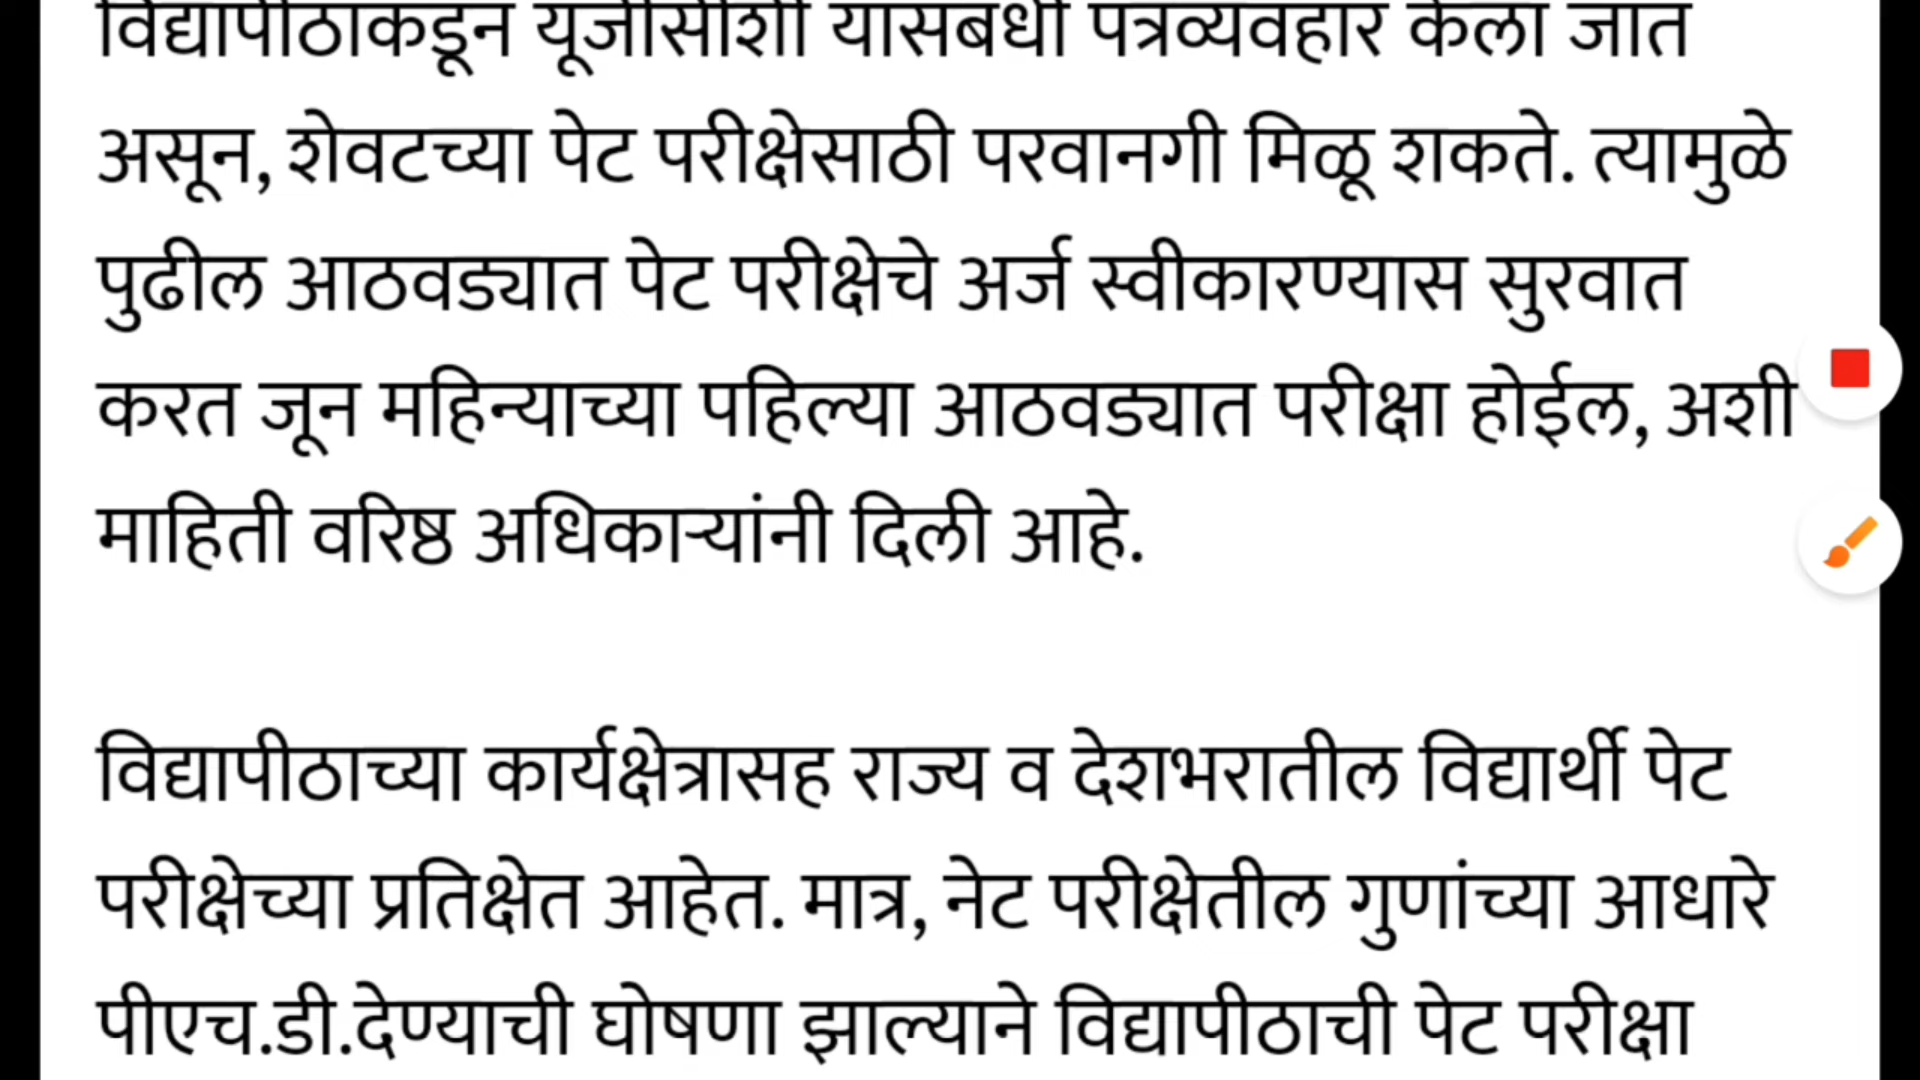 विद्यापीठाकडून यूजीसीशी यासंबंधी पत्रव्यवहार केला जात
असून, शेवटच्या पेट परीक्षेसाठी परवानगी मिळू शकते. त्यामुळे
पुढील आठवड्यात पेट परीक्षेचे अर्ज स्वीकारण्यास सुरवात
करत जून महिन्याच्या पहिल्या आठवड्यात परीक्षा होईल, अशी
माहिती वरिष्ठ अधिकाऱ्यांनी दिली आहे.
विद्यापीठाच्या कार्यक्षेत्रासह राज्य व देशभरातील विद्यार्थी पेट
परीक्षेच्या प्रतिक्षेत आहेत. मात्र, नेट परीक्षेतील गुणांच्या आधारे
पीएच.डी.देण्याची घोषणा झाल्याने विद्यापीठाची पेट परीक्षा